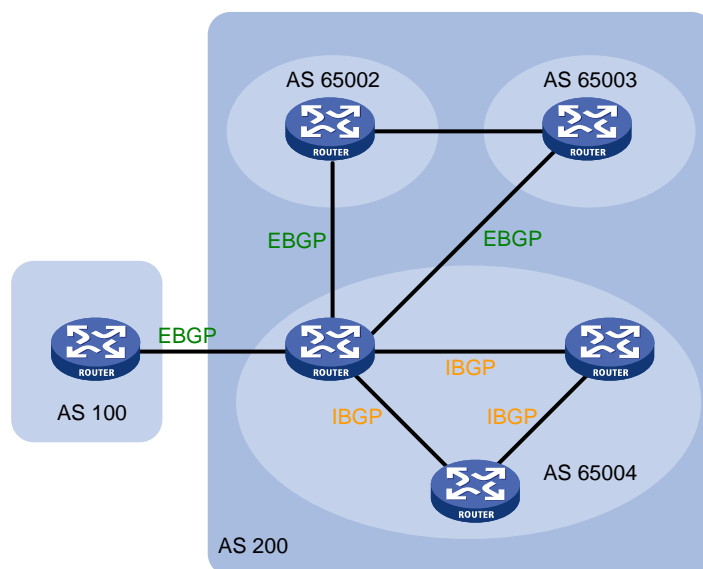 AS 65002
AS 65003
ROUTER
ROUTER
EBGP
EBGP
EBGP
ROUTER
ROUTER
ROUTER
IBGP
AS 100
IBGP
IBGP
AS 65004
ROUTER
AS 200